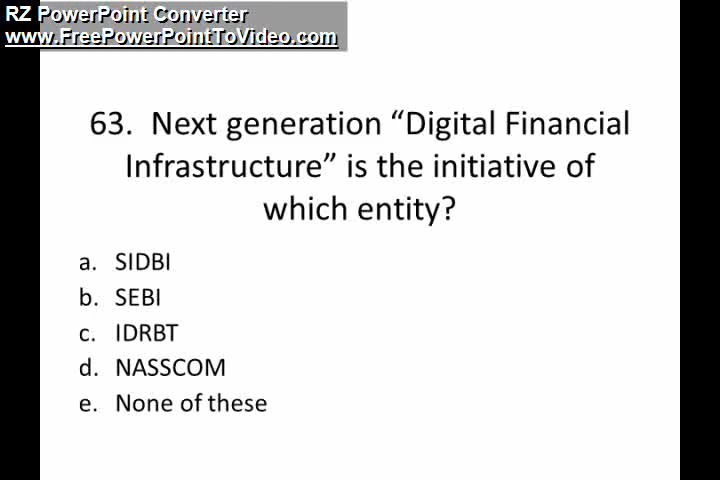 RZ PowerPoint Converter
www.FreePowerPointToVideo.com
63. Next generation “Digital Financial
Infrastructure” is the initiative of
which entity?
a. SIDBI
b. SEBI
c. IDRBT
d. NASSCOM
e. None of these